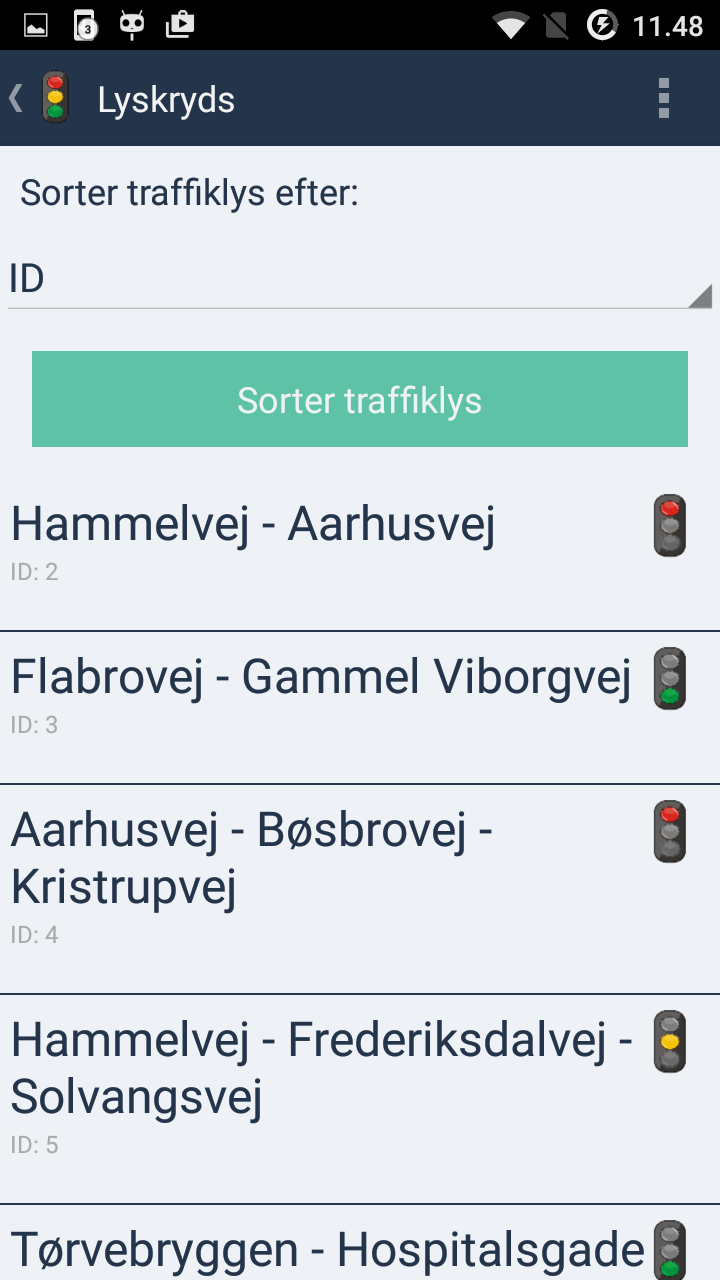 3
11.48
Lyskryds
Sorter traffiklys efter:
ID
Sorter traffiklys
Hammelvej - Aarhusvej
ID: 2
Flabrovej - Gammel Viborgvej
ID: 3
Aarhusvej - Bøsbrovej -
Kristrupvej
ID: 4
Hammelvej - Frederiksdalvej -
Solvangsvej
ID: 5
Tørvebryggen - Hospitalsgade